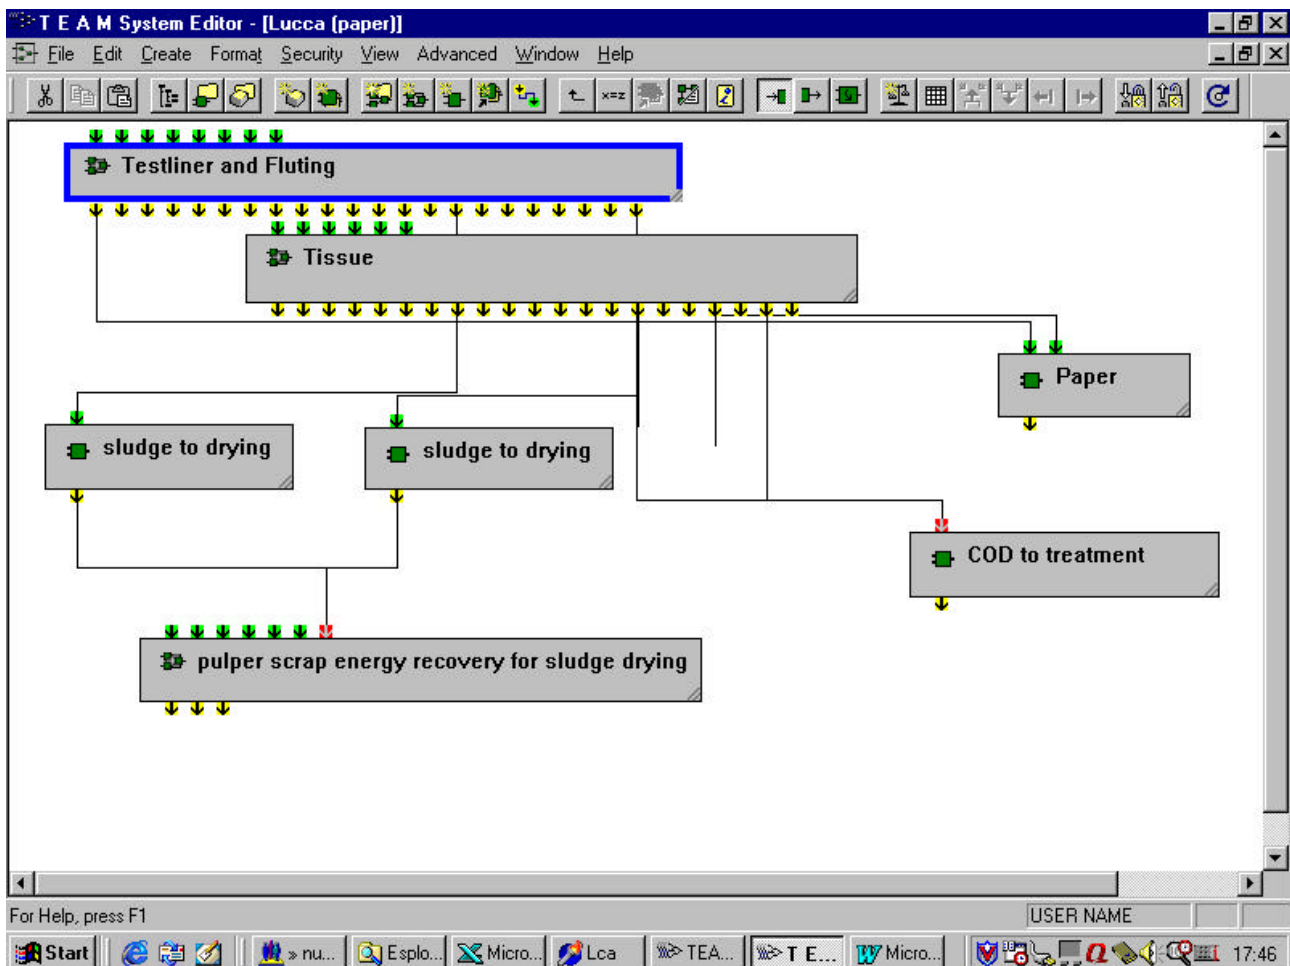 T E A M System Editor - [Lucca (paper)]
File Edit Create Format Security View Advanced Window Help
x=z
Testliner and Fluting
Tissue
Paper
sludge to drying
sludge to drying
COD to treatment
pulper scrap energy recovery for sludge drying
For Help, press F1
USER NAME
Start » nu... Esplo... Micro... Lca TEA... T E... Micro... 17:46